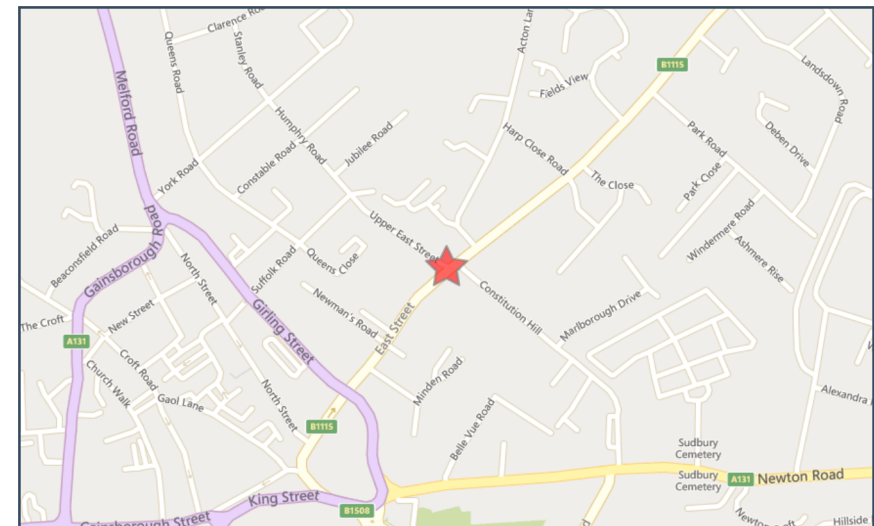 Clarence
Acton
Queens Road
Stanley Road
B1115
Melford Road
Fields View
Lansdown Road
Humphry Road
Jubilee Road
Harp Close Road
Park Road
Deben Drive
York Road
Constable Road
The Close
Park Close
Beaconsfield Road
Road
Upper East Street
Windermere Road
Gainsborough
North Street
Suffolk Road
Queens Close
Ashmere Rise
New Street
Newman's Road
Constitution Hill
Marlborough Drive
The Croft
Girling Street
East Street
A131
Croft Road
Church Walk
North Street
Minden Road
Gaol Lane
Alexandra
Belle Vue Road
B1115
Sudbury
Cemetery
Sudbury
Cemetery
A131
Newton Road
King Street
B1508
Gainsborough Street
Hillside